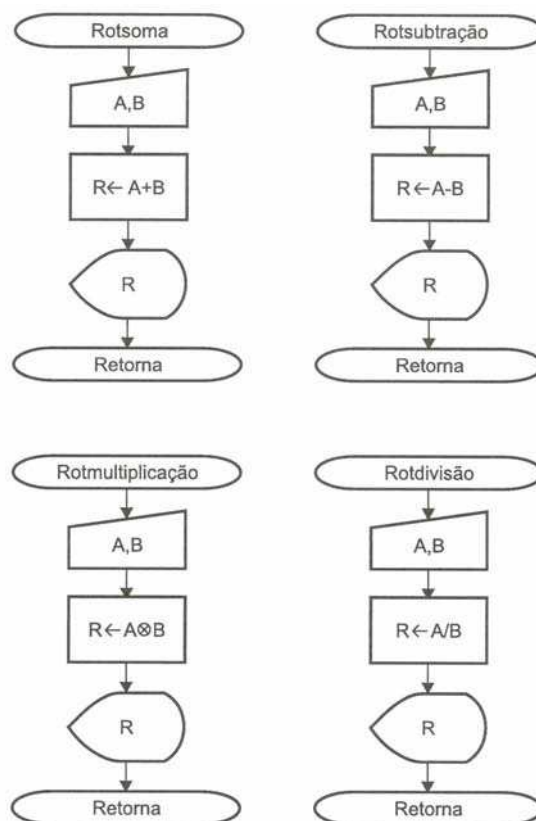 Rotsoma
A,B
R← A+B
R
Retorna
Rotsubtração
A,B
R←A-B
R
Retorna
Rotmultiplicação
A,B
R←A⊗B
R
Retorna
Rotdivisão
A,B
R←A/B
R
Retorna